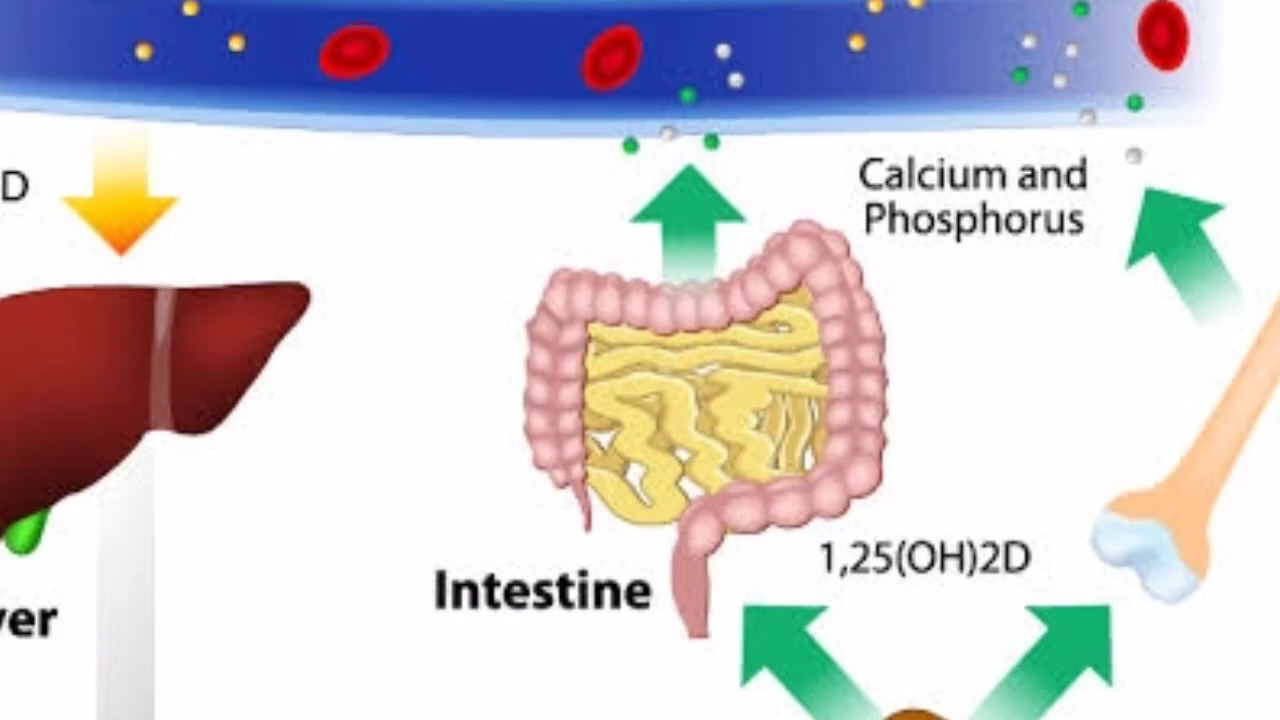 D
Calcium and
Phosphorus
1,25(OH)2D
Intestine
ver